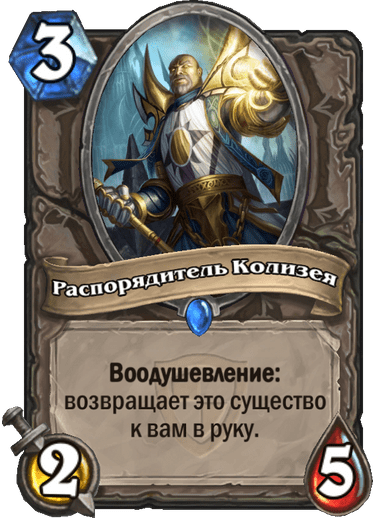 3
Распорядитель Колизея
Воодушевление:
возвращает это существо
к вам в руку.
2
5